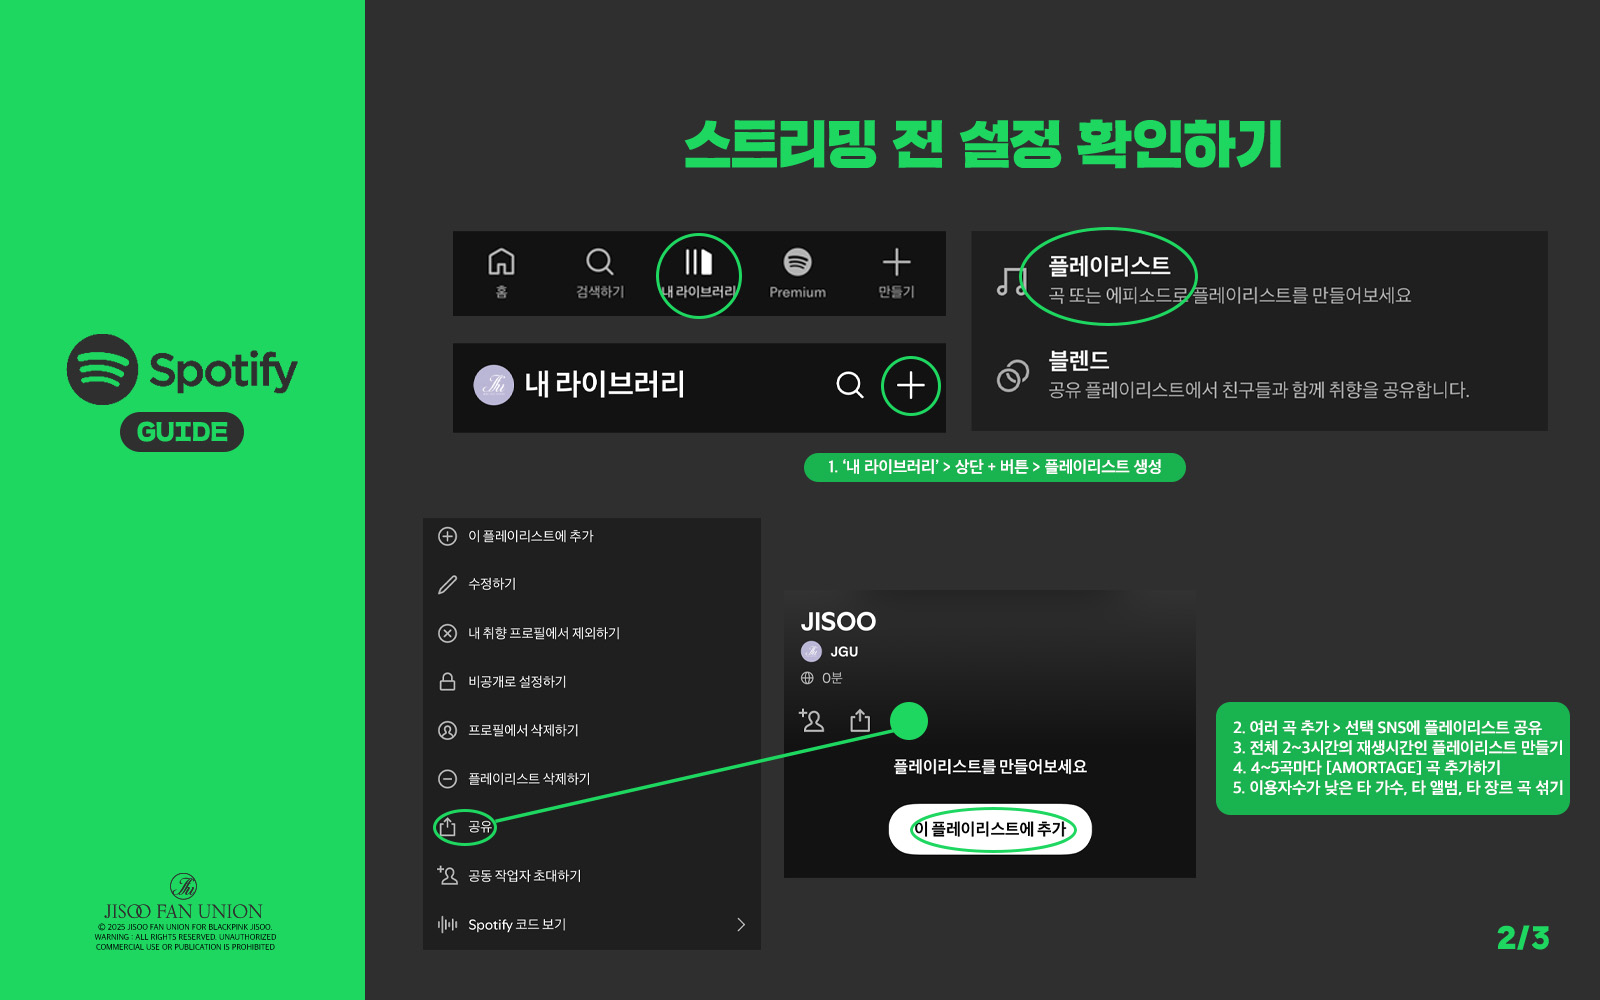 스트리밍 전 설정 확인하기
홈
검색하기
내 라이브러리
Premium
만들기
내 라이브러리
플레이리스트
곡 또는 에피소드로 플레이리스트를 만들어보세요
블렌드
공유 플레이리스트에서 친구들과 함께 취향을 공유합니다.
1. ‘내 라이브러리’ > 상단 + 버튼 > 플레이리스트 생성
Spotify
GUIDE
이 플레이리스트에 추가
수정하기
내 취향 프로필에서 제외하기
비공개로 설정하기
프로필에서 삭제하기
플레이리스트 삭제하기
공유
공동 작업자 초대하기
Spotify 코드 보기
JISOO
JGU
0분
플레이리스트를 만들어보세요
이 플레이리스트에 추가
2. 여러 곡 추가 > 선택 SNS에 플레이리스트 공유
3. 전체 2~3시간의 재생시간인 플레이리스트 만들기
4. 4~5곡마다 [AMORTAGE] 곡 추가하기
5. 이용자수가 낮은 타 가수, 타 앨범, 타 장르 곡 섞기
JISOO FAN UNION
© 2025 JISOO FAN UNION FOR BLACKPINK JISOO.
WARNING : ALL RIGHTS RESERVED. UNAUTHORIZED
COMMERCIAL USE OR PUBLICATION IS PROHIBITED
2/3